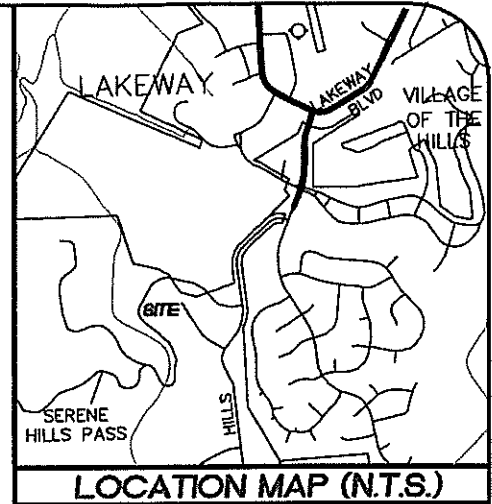 LAKEWAY
LAKEWAY
BLVD
VILLAGE
OF THE
HILLS
SITE
HILLS
SERENE
HILLS PASS
LOCATION MAP (N.T.S.)